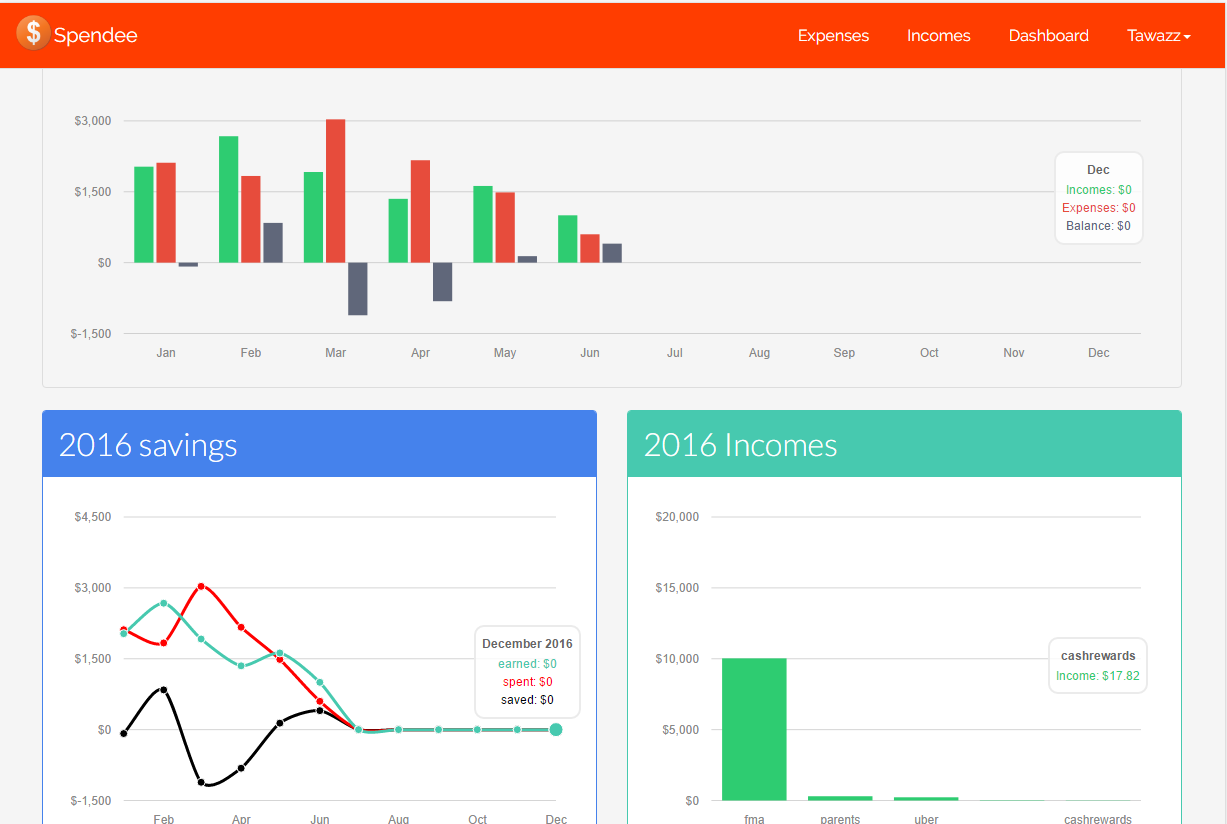 $ Spendee
Expenses Incomes Dashboard Tawazz
$3,000
$1,500
$0
$-1,500
Jan Feb Mar Apr May Jun Jul Aug Sep Oct Nov Dec
Dec
Incomes: $0
Expenses: $0
Balance: $0
2016 savings
$4,500
$3,000
$1,500
$0
$-1,500
Feb Apr Jun Aug Oct Dec
December 2016
earned: $0
spent: $0
saved: $0
2016 Incomes
$20,000
$15,000
$10,000
$5,000
$0
fma parents uber cashrewards
cashrewards
Income: $17.82